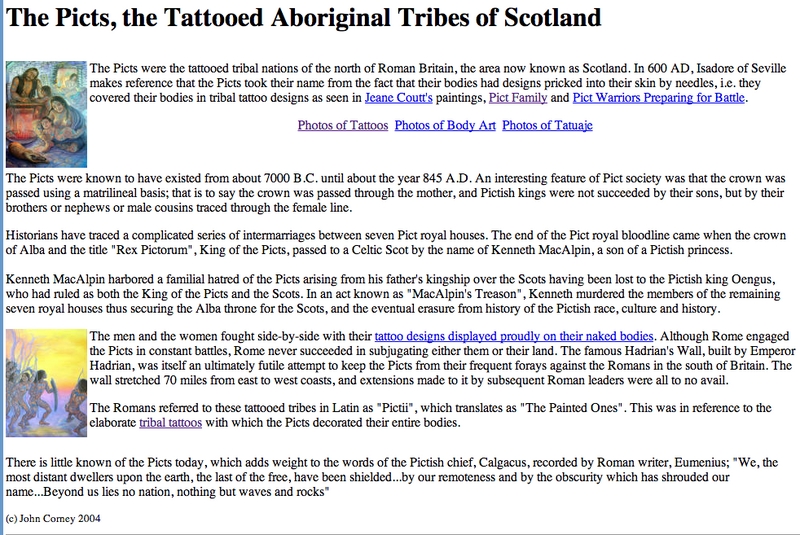 The Picts, the Tattooed Aboriginal Tribes of Scotland
The Picts were the tattooed tribal nations of the north of Roman Britain, the area now known as Scotland. In 600 AD, Isadore of Seville
makes reference that the Picts took their name from the fact that their bodies had designs pricked into their skin by needles, i.e. they
covered their bodies in tribal tattoo designs as seen in Jeane Coutt's paintings, Pict Family and Pict Warriors Preparing for Battle.
Photos of Tattoos Photos of Body Art Photos of Tatuaje
The Picts were known to have existed from about 7000 B.C. until about the year 845 A.D. An interesting feature of Pict society was that the crown was
passed using a matrilineal basis; that is to say the crown was passed through the mother, and Pictish kings were not succeeded by their sons, but by their
brothers or nephews or male cousins traced through the female line.
Historians have traced a complicated series of intermarriages between seven Pict royal houses. The end of the Pict royal bloodline came when the crown
of Alba and the title "Rex Pictorum", King of the Picts, passed to a Celtic Scot by the name of Kenneth MacAlpin, a son of a Pictish princess.
Kenneth MacAlpin harbored a familial hatred of the Picts arising from his father's kingship over the Scots having been lost to the Pictish king Oengus,
who had ruled as both the King of the Picts and the Scots. In an act known as "MacAlpin's Treason", Kenneth murdered the members of the remaining
seven royal houses thus securing the Alba throne for the Scots, and the eventual erasure from history of the Pictish race, culture and history.
The men and the women fought side-by-side with their tattoo designs displayed proudly on their naked bodies. Although Rome engaged
the Picts in constant battles, Rome never succeeded in subjugating either them or their land. The famous Hadrian's Wall, built by Emperor
Hadrian, was itself an ultimately futile attempt to keep the Picts from their frequent forays against the Romans in the south of Britain. The
wall stretched 70 miles from east to west coasts, and extensions made to it by subsequent Roman leaders were all to no avail.
The Romans referred to these tattooed tribes in Latin as "Pictii", which translates as "The Painted Ones". This was in reference to the
elaborate tribal tattoos with which the Picts decorated their entire bodies.
There is little known of the Picts today, which adds weight to the words of the Pictish chief, Calgacus, recorded by Roman writer, Eumenius; "We, the
most distant dwellers upon the earth, the last of the free, have been shielded...by our remoteness and by the obscurity which has shrouded our
name...Beyond us lies no nation, nothing but waves and rocks"
(c) John Corney 2004